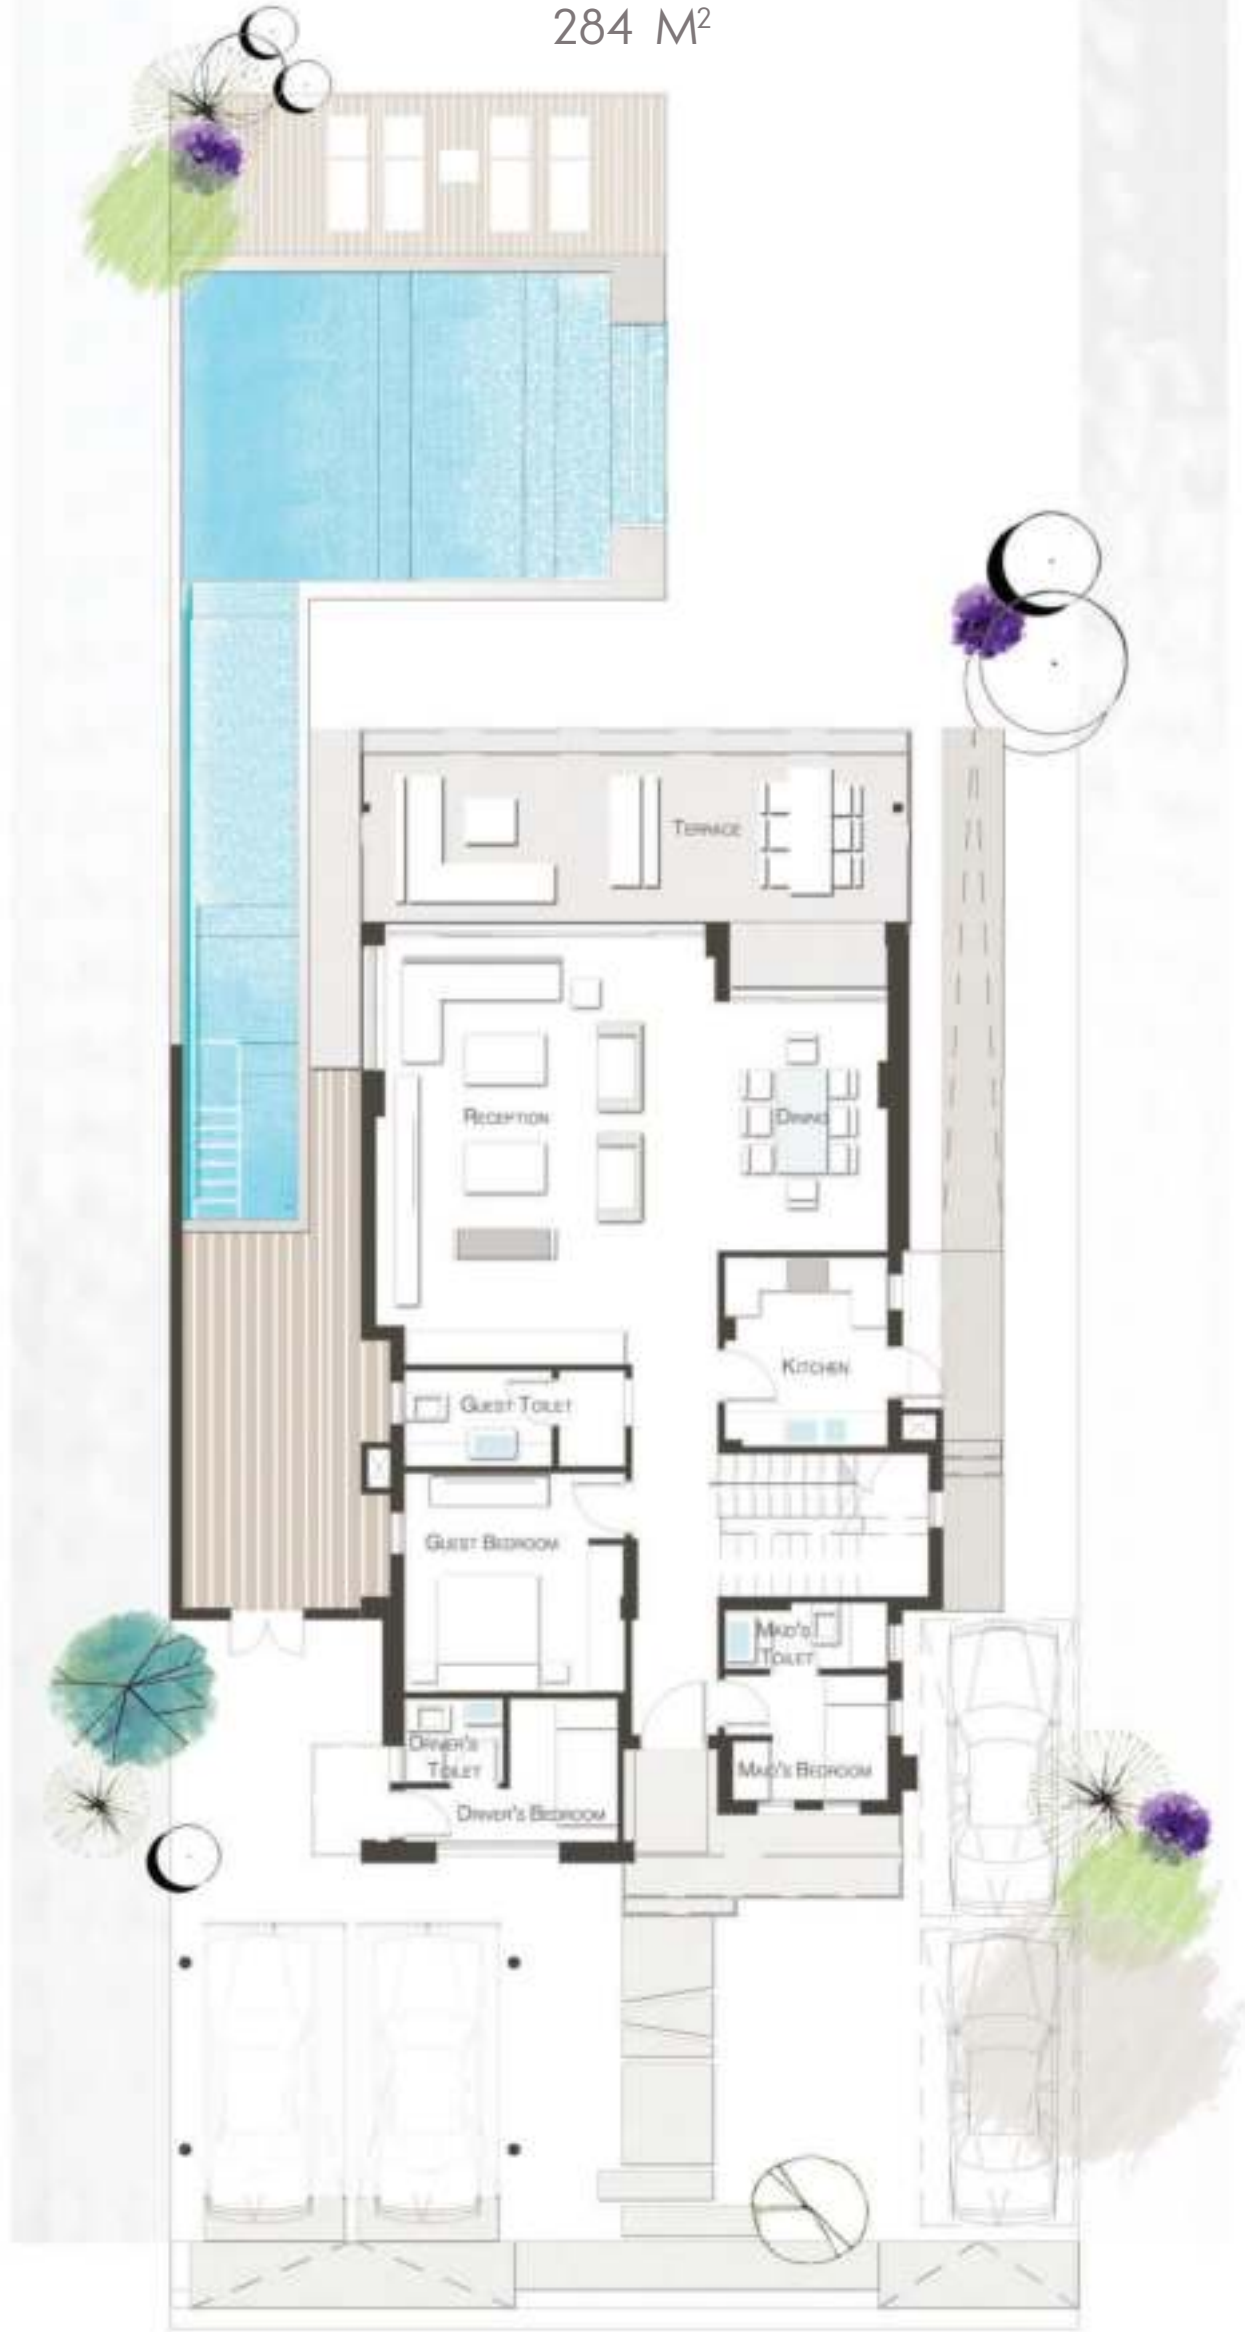 284 M²
TERRACE
RECEPTION
DINING
KITCHEN
GUEST TOILET
GUEST BEDROOM
MAID'S
TOILET
DRIVER'S
TOILET
MAID'S BEDROOM
DRIVER'S BEDROOM